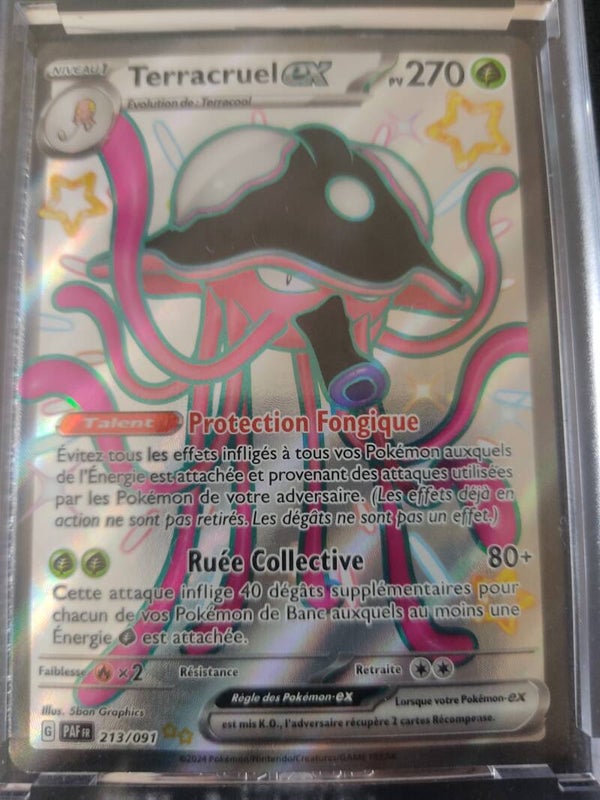 NIVEAU 1 Terracruel ex PV 270
Évolution de : Terracool
Talent Protection Fongique
Évitez tous les effets infligés à tous vos Pokémon auxquels
de l'Énergie est attachée et provenant des attaques utilisées
par les Pokémon de votre adversaire. (Les effets déjà en
action ne sont pas retirés. Les dégâts ne sont pas un effet.)
Ruée Collective 80+
Cette attaque inflige 40 dégâts supplémentaires pour
chacun de vos Pokémon de Banc auxquels au moins une
Énergie est attachée.
Faiblesse ×2 Résistance Retraite
Règle des Pokémon-ex Lorsque votre Pokémon-ex
est mis K.O., l'adversaire récupère 2 cartes Récompense.
Illus. 5ban Graphics
G PAF FR 213/091
©2024 Pokémon/Nintendo/Creatures/GAME FREAK